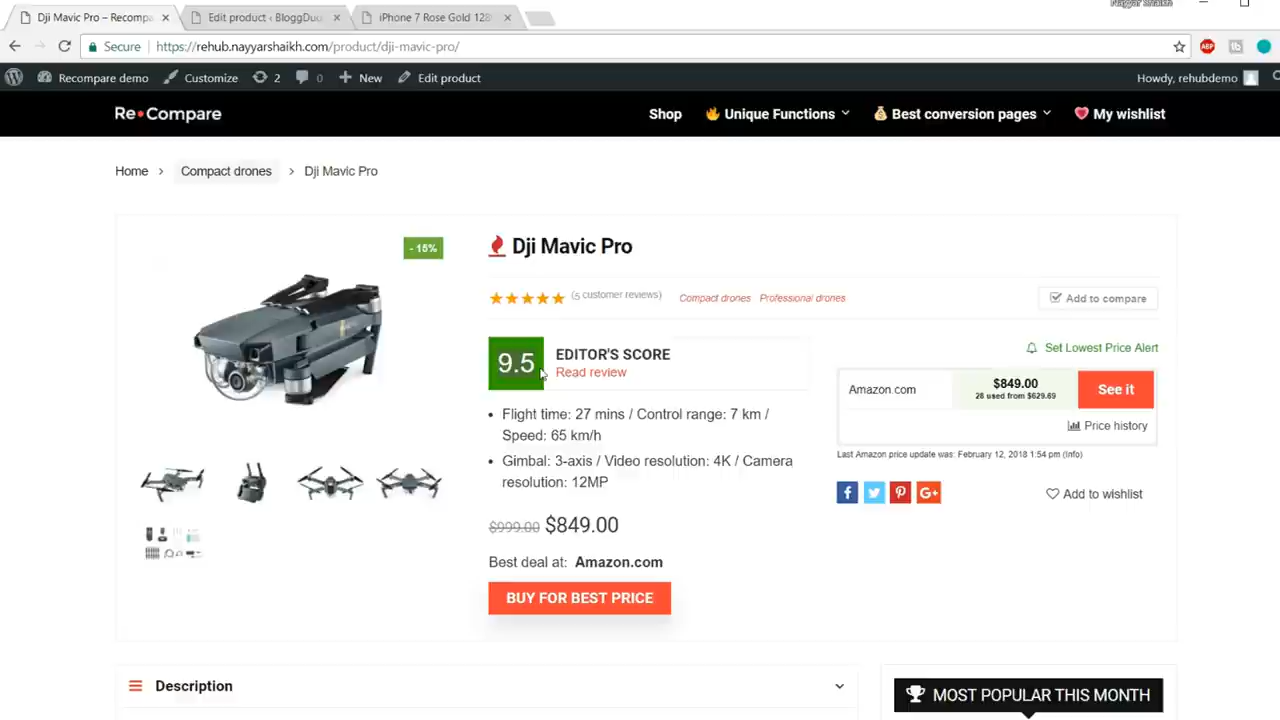 Nayyar Shaikh
Dji Mavic Pro – Recompa
Edit product ‹ BloggDuo
iPhone 7 Rose Gold 128
Secure
https://rehub.nayyarshaikh.com/product/dji-mavic-pro/
ABP
Recompare demo
Customize
2
0
New
Edit product
Howdy, rehubdemo
Re•Compare
Shop
Unique Functions
Best conversion pages
My wishlist
Home
Compact drones
Dji Mavic Pro
- 15%
Dji Mavic Pro
(5 customer reviews)
Compact drones
Professional drones
Add to compare
9.5
EDITOR'S SCORE
Read review
Set Lowest Price Alert
Amazon.com
$849.00
28 used from $629.69
See it
Price history
Last Amazon price update was: February 12, 2018 1:54 pm (Info)
Add to wishlist
• Flight time: 27 mins / Control range: 7 km /
Speed: 65 km/h
• Gimbal: 3-axis / Video resolution: 4K / Camera
resolution: 12MP
$999.00 $849.00
Best deal at: Amazon.com
BUY FOR BEST PRICE
Description
MOST POPULAR THIS MONTH